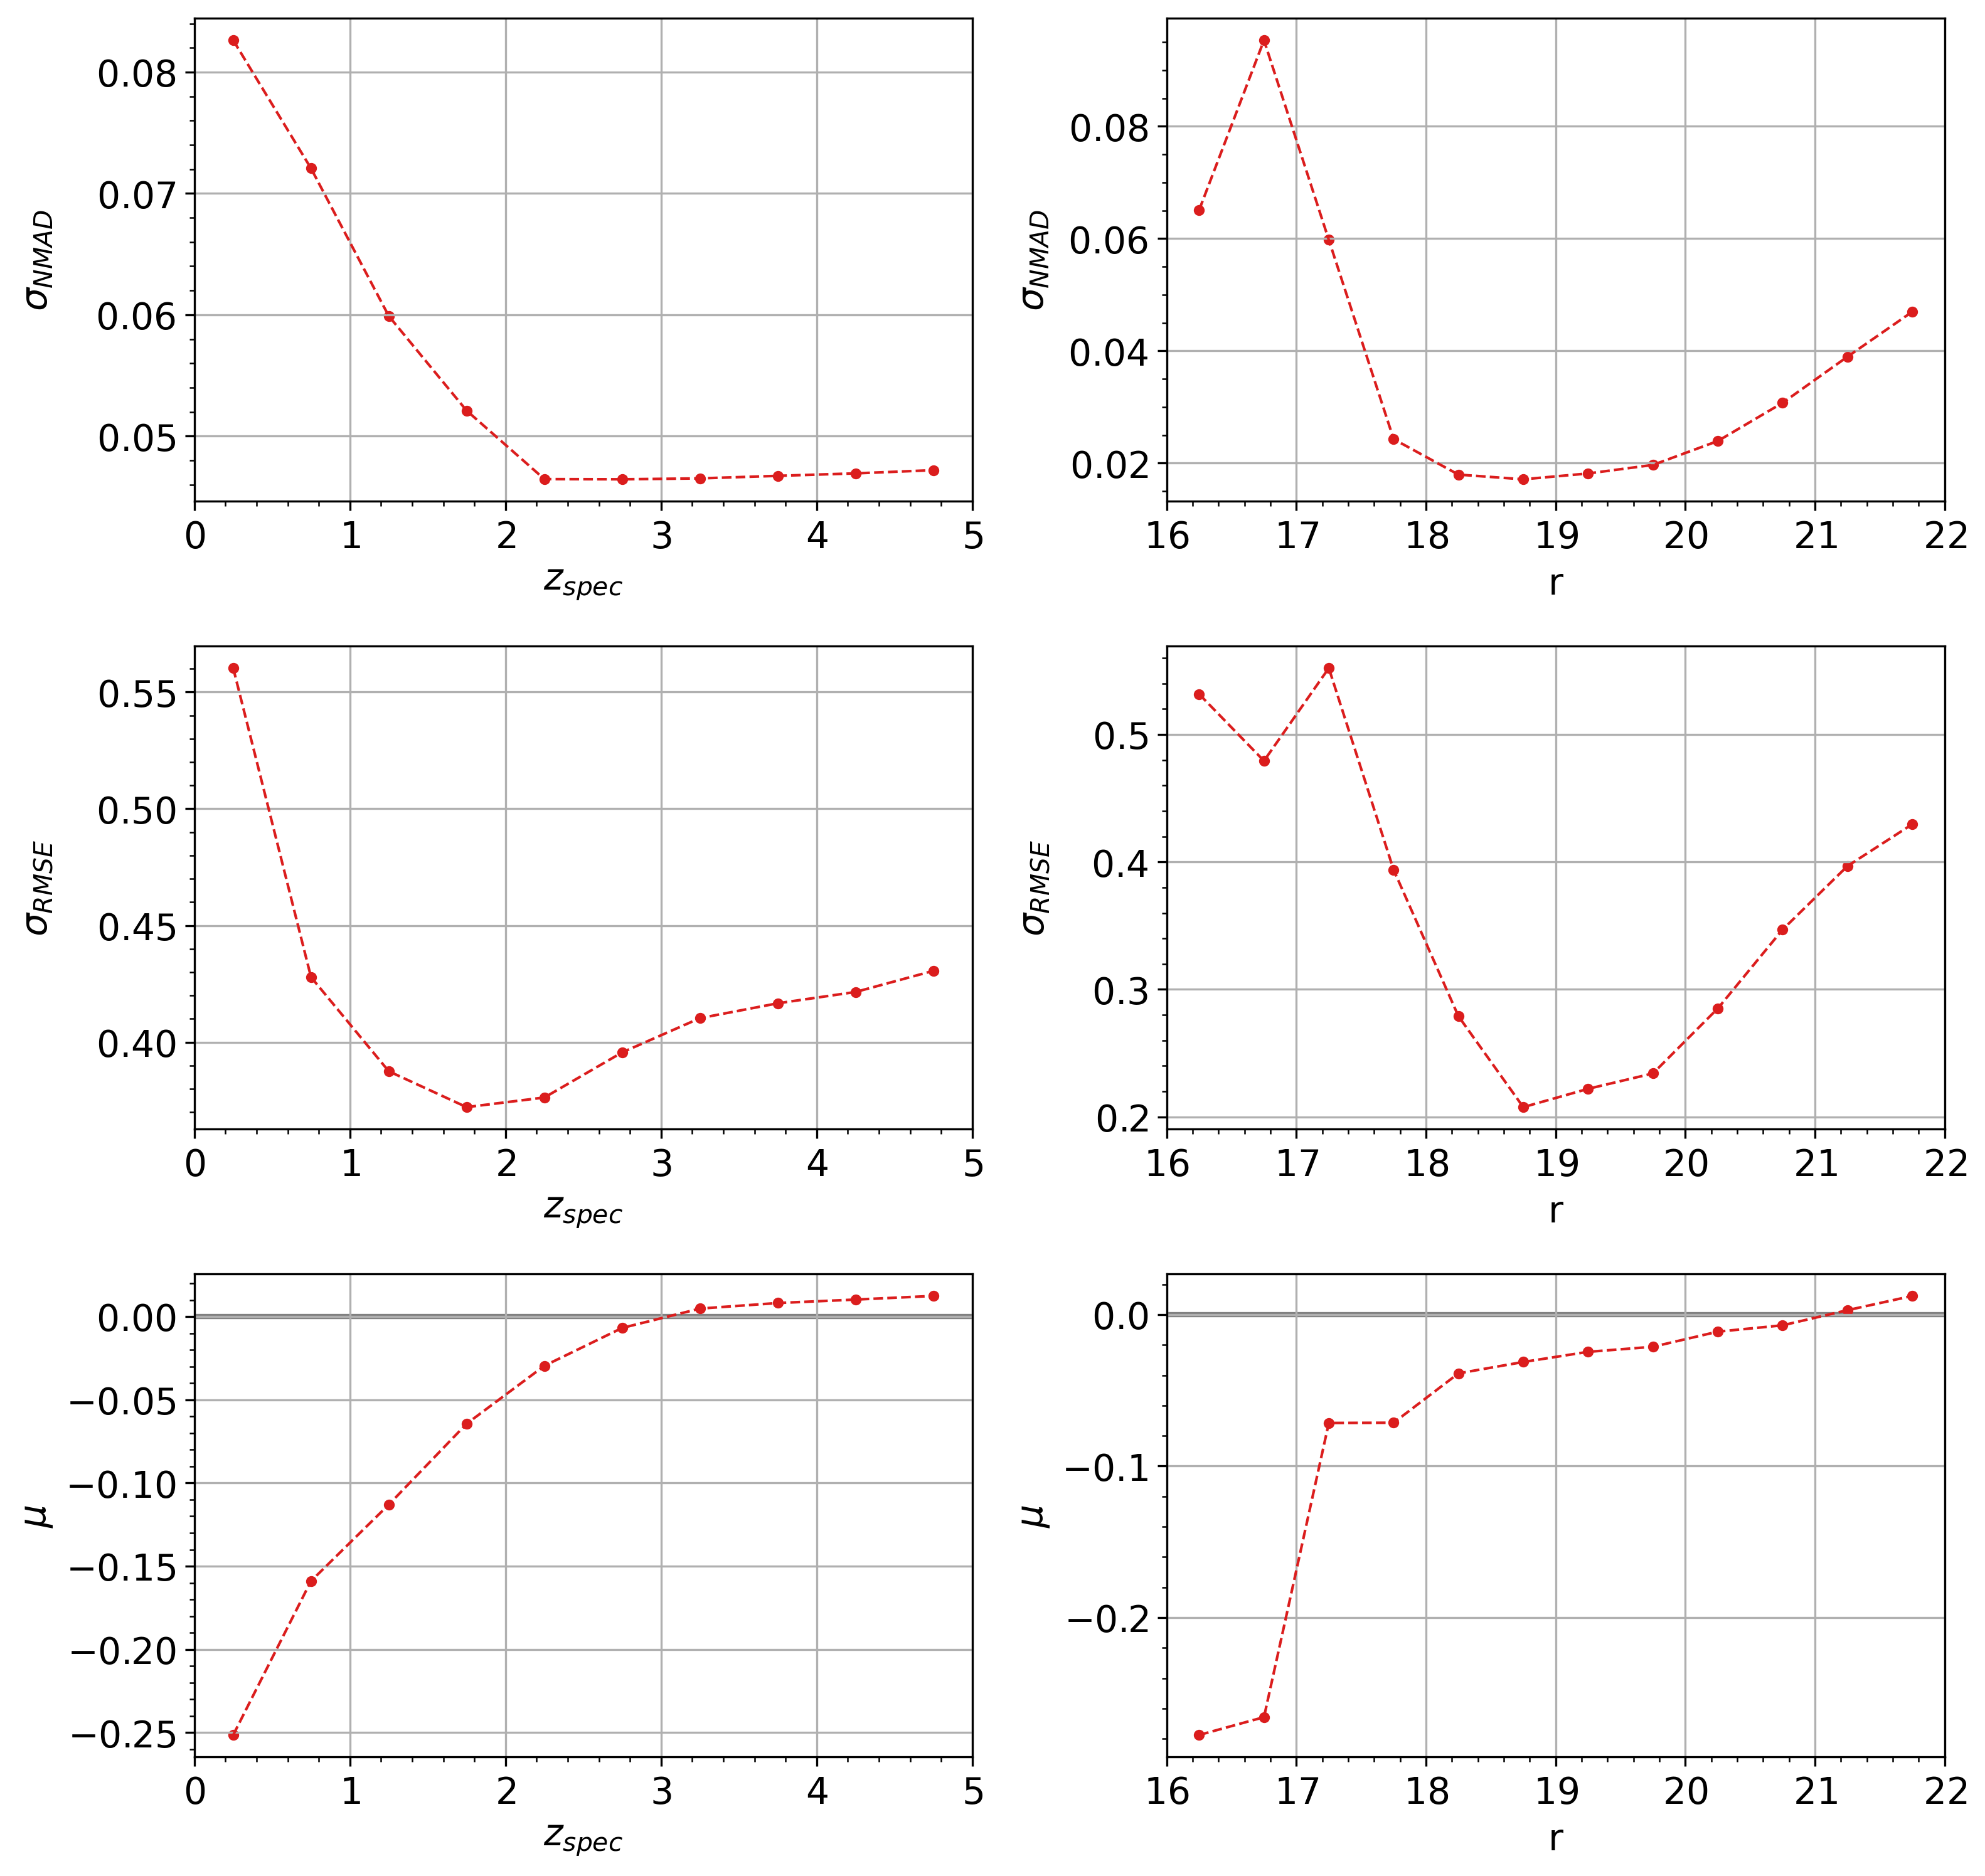 0.08
0.07
0.06
0.05
σNMAD
0 1 2 3 4 5
zspec
0.08
0.06
0.04
0.02
σNMAD
16 17 18 19 20 21 22
r
0.55
0.50
0.45
0.40
σRMSE
0 1 2 3 4 5
zspec
0.5
0.4
0.3
0.2
σRMSE
16 17 18 19 20 21 22
r
0.00
−0.05
−0.10
−0.15
−0.20
−0.25
μ
0 1 2 3 4 5
zspec
0.0
−0.1
−0.2
μ
16 17 18 19 20 21 22
r